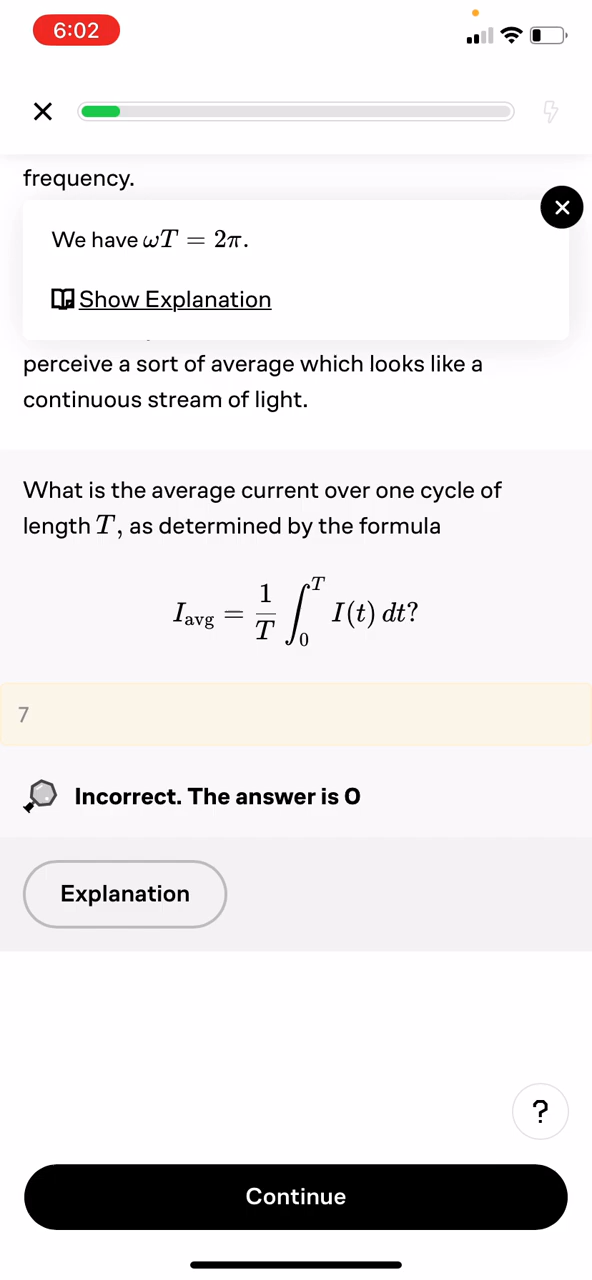 6:02
frequency.
We have ωT = 2π.
Show Explanation
perceive a sort of average which looks like a
continuous stream of light.
What is the average current over one cycle of
length T, as determined by the formula
I_avg = 1/T ∫_0^T I(t) dt?
7
Incorrect. The answer is 0
Explanation
?
Continue